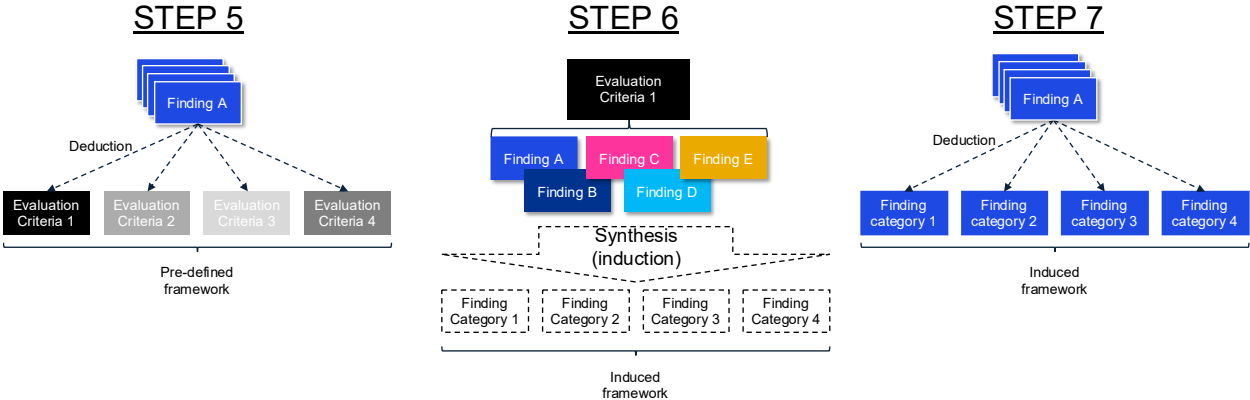 STEP 5
Finding A
Deduction
Evaluation
Criteria 1
Evaluation
Criteria 2
Evaluation
Criteria 3
Evaluation
Criteria 4
Pre-defined
framework
STEP 6
Evaluation
Criteria 1
Finding A
Finding C
Finding E
Finding B
Finding D
Synthesis
(induction)
Finding
Category 1
Finding
Category 2
Finding
Category 3
Finding
Category 4
Induced
framework
STEP 7
Finding A
Deduction
Finding
category 1
Finding
category 2
Finding
category 3
Finding
category 4
Induced
framework